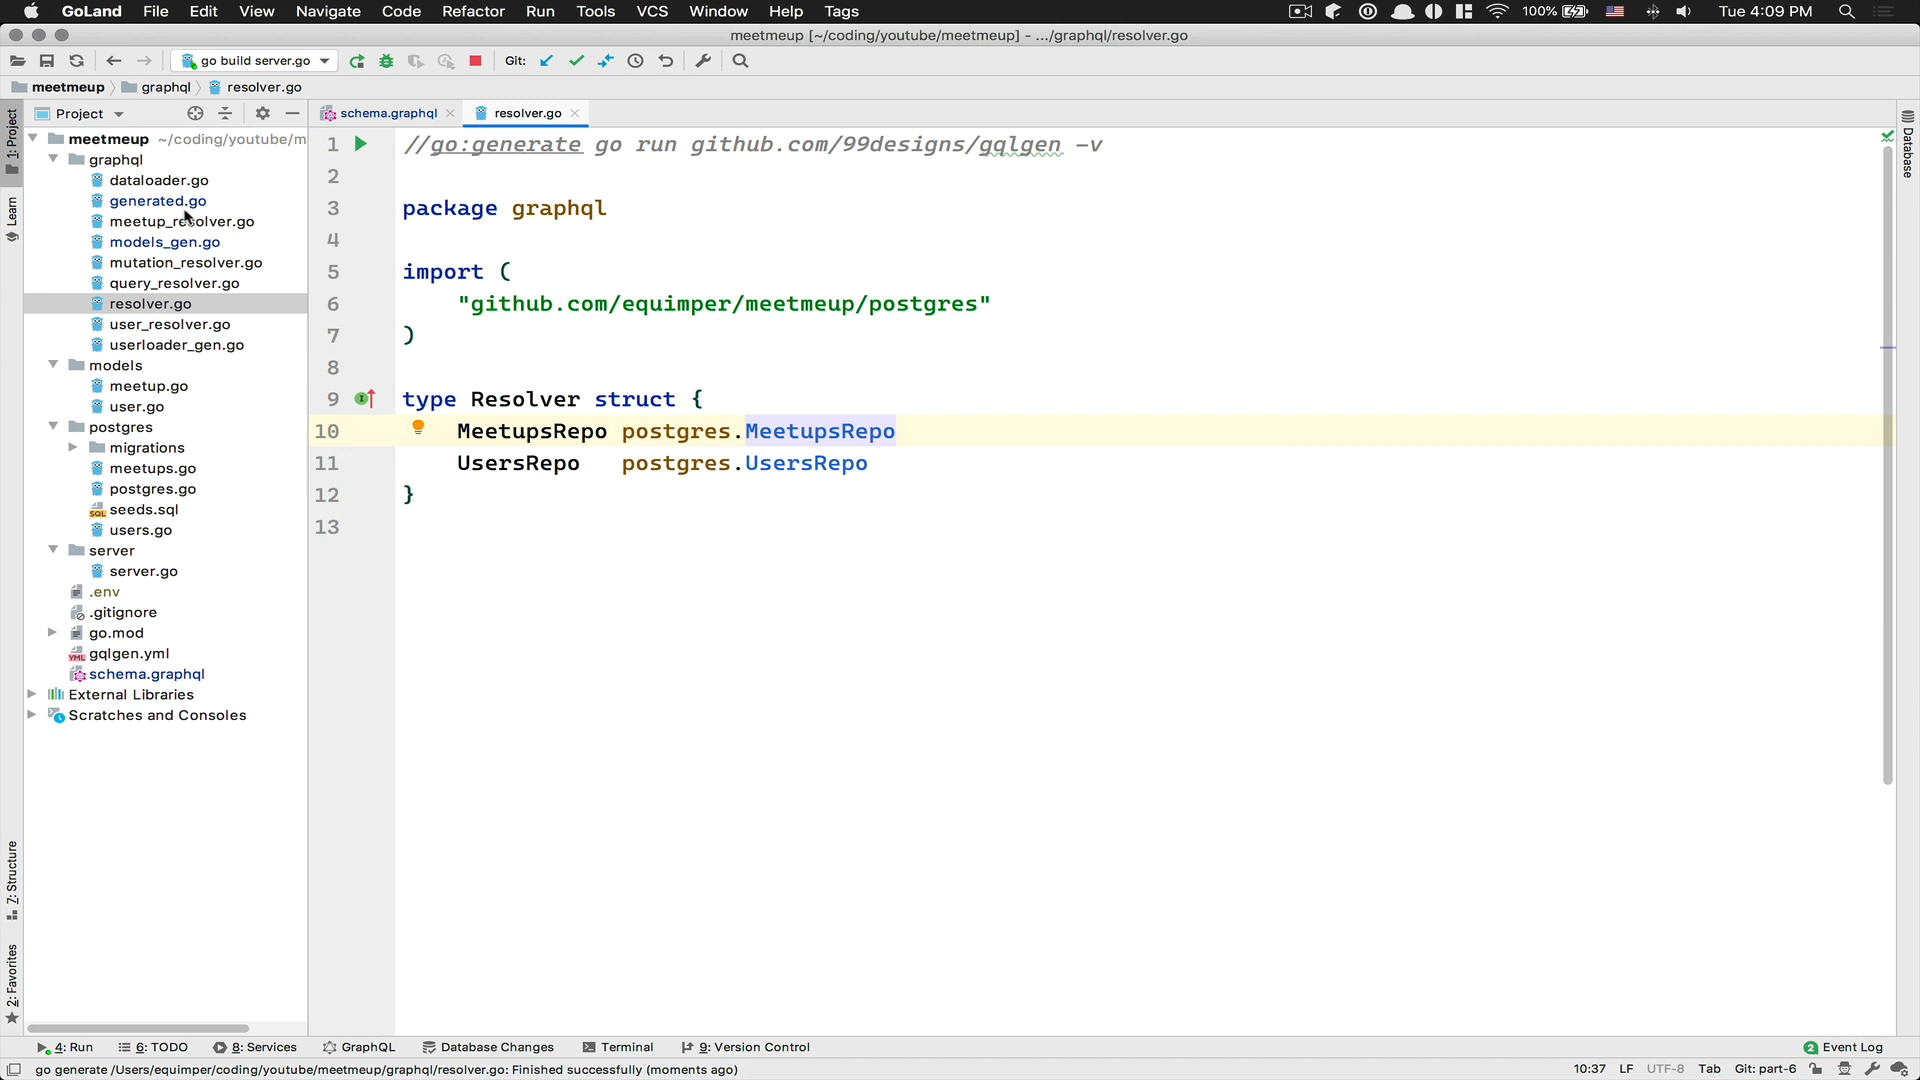 GoLand File Edit View Navigate Code Refactor Run Tools VCS Window Help Tags 100% Tue 4:09 PM
meetmeup [~/coding/youtube/meetmeup] - .../graphql/resolver.go
go build server.go Git:
meetmeup graphql resolver.go
Project
schema.graphql resolver.go
1: Project
Learn
7: Structure
2: Favorites
Database
meetmeup ~/coding/youtube/m
graphql
dataloader.go
generated.go
meetup_resolver.go
models_gen.go
mutation_resolver.go
query_resolver.go
resolver.go
user_resolver.go
userloader_gen.go
models
meetup.go
user.go
postgres
migrations
meetups.go
postgres.go
seeds.sql
users.go
server
server.go
.env
.gitignore
go.mod
gqlgen.yml
schema.graphql
External Libraries
Scratches and Consoles
1 //go:generate go run github.com/99designs/gqlgen -v
2
3 package graphql
4
5 import (
6 "github.com/equimper/meetmeup/postgres"
7 )
8
9 type Resolver struct {
10 MeetupsRepo postgres.MeetupsRepo
11 UsersRepo postgres.UsersRepo
12 }
13
4: Run 6: TODO 8: Services GraphQL Database Changes Terminal 9: Version Control 2 Event Log
go generate /Users/equimper/coding/youtube/meetmeup/graphql/resolver.go: Finished successfully (moments ago) 10:37 LF UTF-8 Tab Git: part-6